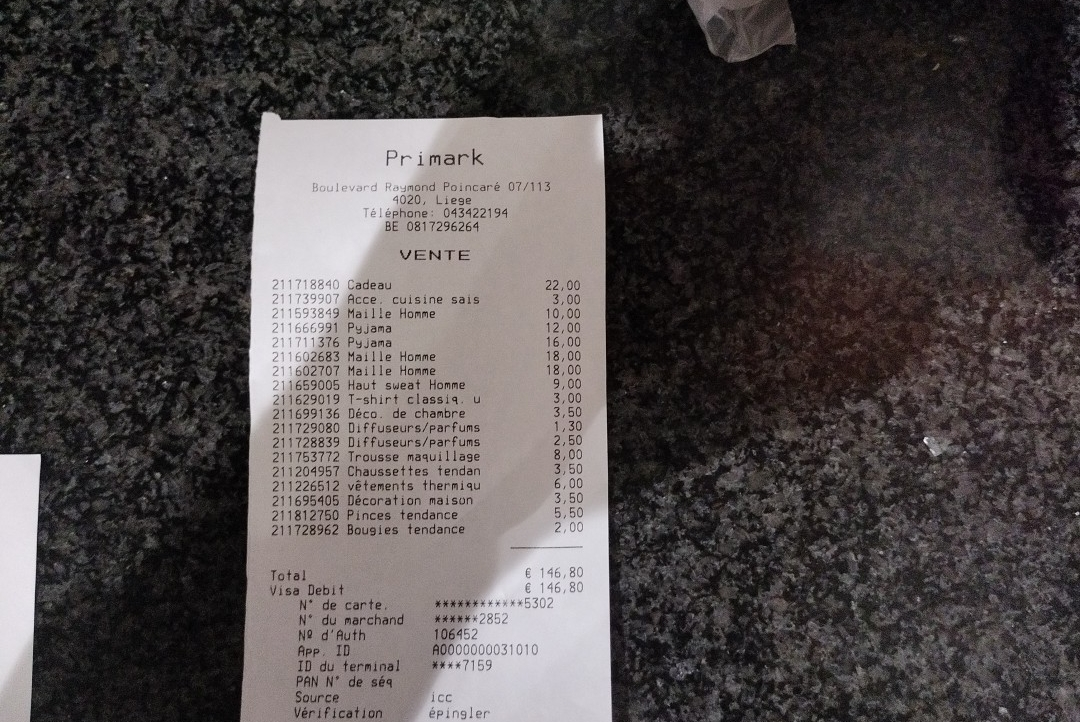 Primark
Boulevard Raymond Poincaré 07/113
4020, Liege
Téléphone: 043422194
BE 0817296264
VENTE
211718840 Cadeau 22,00
211739907 Acce. cuisine sais 3,00
211593849 Maille Homme 10,00
211666991 Pyjama 12,00
211711376 Pyjama 16,00
211602683 Maille Homme 18,00
211602707 Maille Homme 18,00
211659005 Haut sweat Homme 9,00
211629019 T-shirt classiq. u 3,00
211699136 Déco. de chambre 3,50
211729080 Diffuseurs/parfums 1,30
211728839 Diffuseurs/parfums 2,50
211753772 Trousse maquillage 8,00
211204957 Chaussettes tendan 3,50
211226512 vêtements thermiqu 6,00
211695405 Décoration maison 3,50
211812750 Pinces tendance 5,50
211728962 Bougies tendance 2,00
Total € 146,80
Visa Debit € 146,80
N° de carte. ************5302
N° du marchand ******2852
Nº d'Auth 106452
App. ID A0000000031010
ID du terminal ****7159
PAN N° de séq
Source icc
Vérification épingler